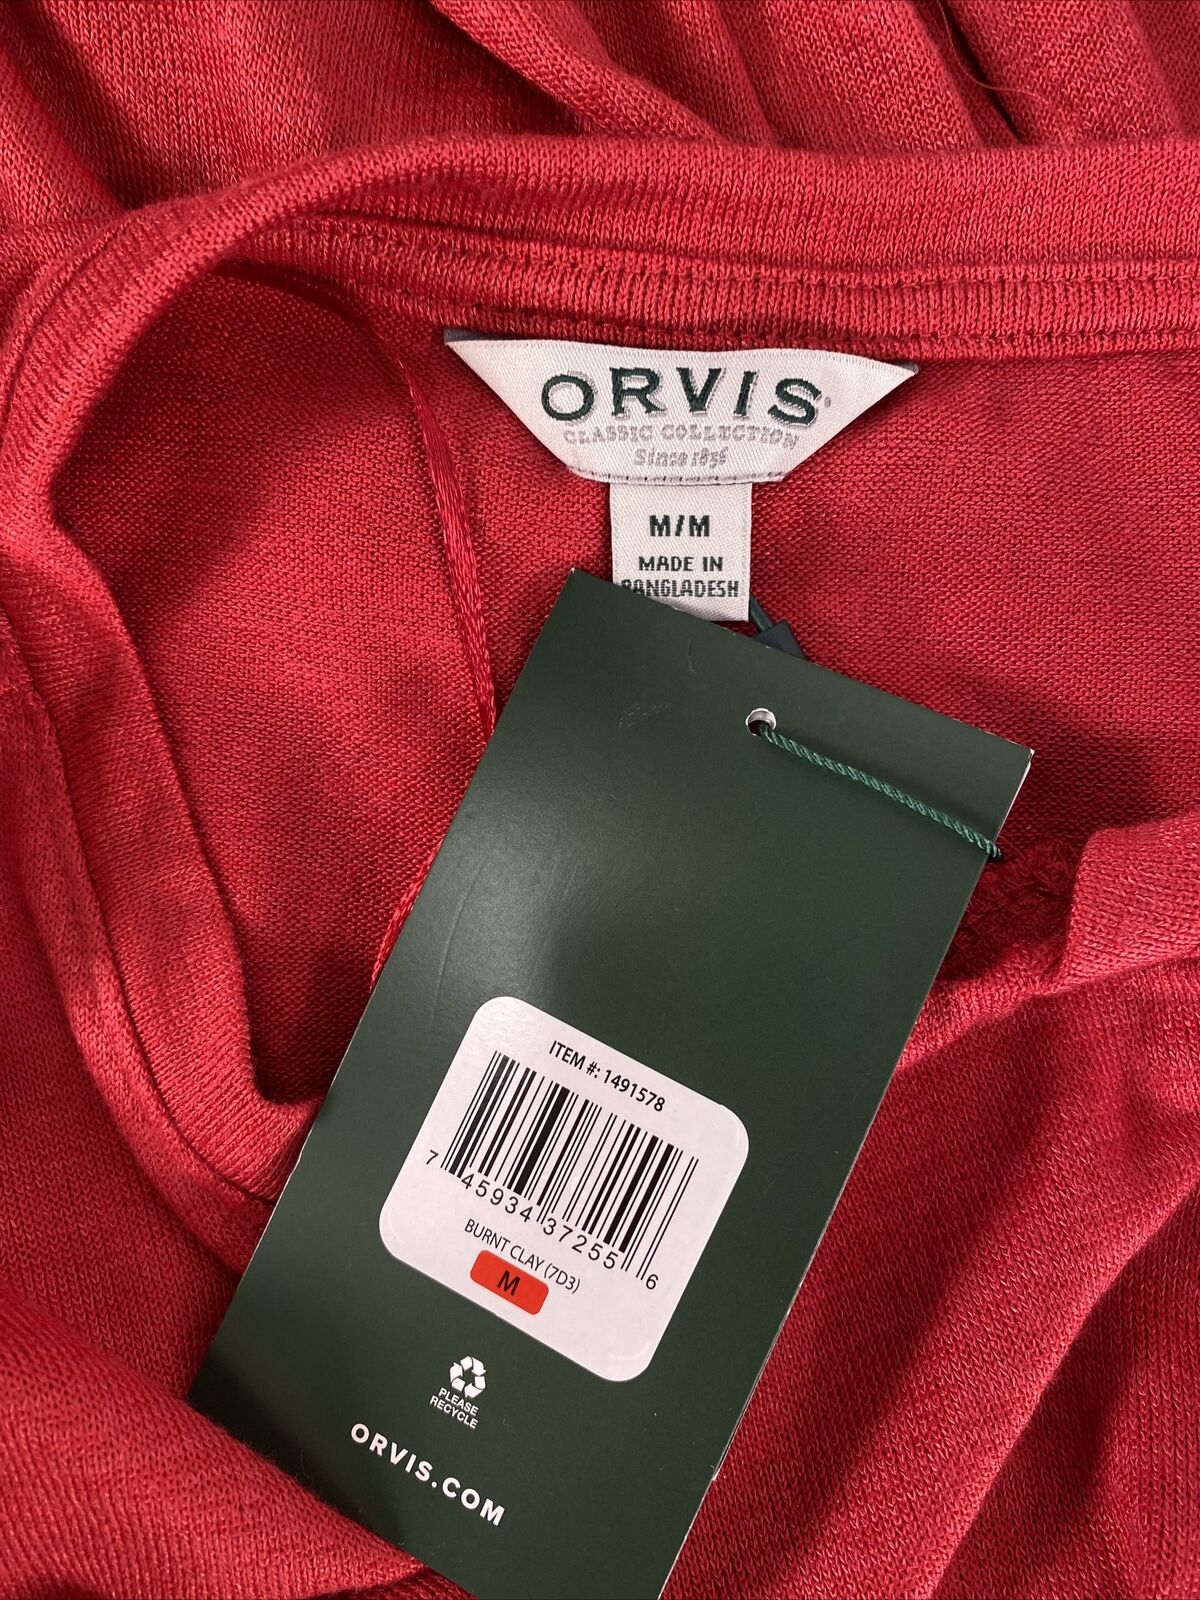 ORVIS
CLASSIC COLLECTION
Since 1856
M/M
MADE IN
BANGLADESH
ITEM #: 1491578
7 45934 37255 6
BURNT CLAY (7D3)
M
PLEASE
RECYCLE
ORVIS.COM